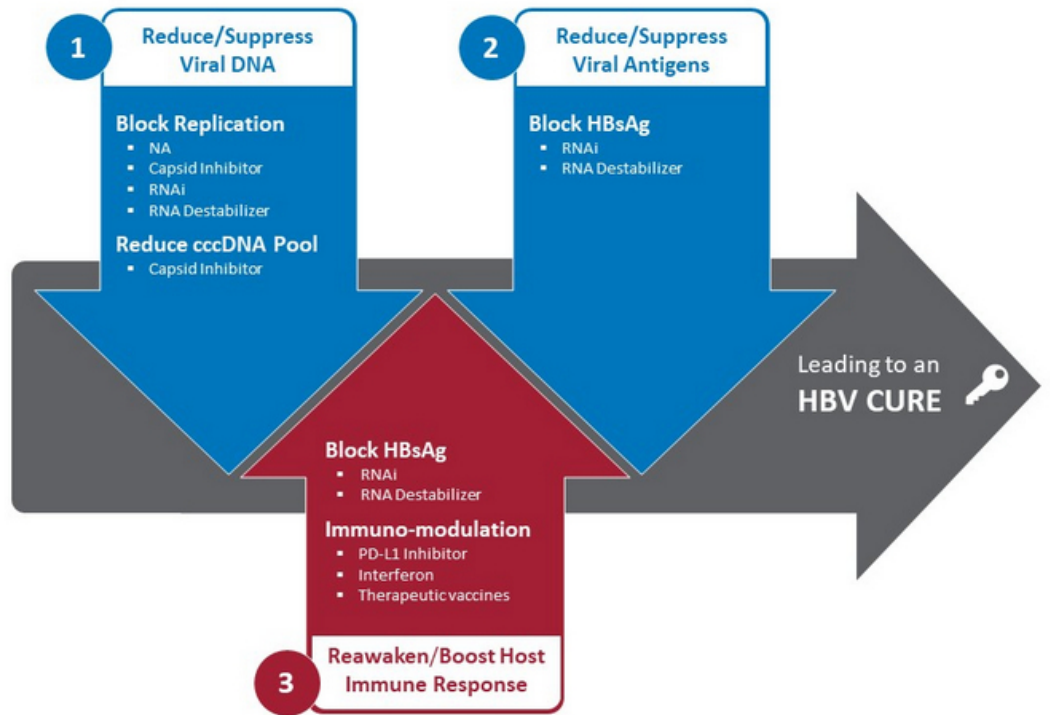 1
Reduce/Suppress
Viral DNA
Block Replication
▪ NA
▪ Capsid Inhibitor
▪ RNAi
▪ RNA Destabilizer
Reduce cccDNA Pool
▪ Capsid Inhibitor
2
Reduce/Suppress
Viral Antigens
Block HBsAg
▪ RNAi
▪ RNA Destabilizer
Block HBsAg
▪ RNAi
▪ RNA Destabilizer
Immuno-modulation
▪ PD-L1 Inhibitor
▪ Interferon
▪ Therapeutic vaccines
3
Reawaken/Boost Host
Immune Response
Leading to an
HBV CURE